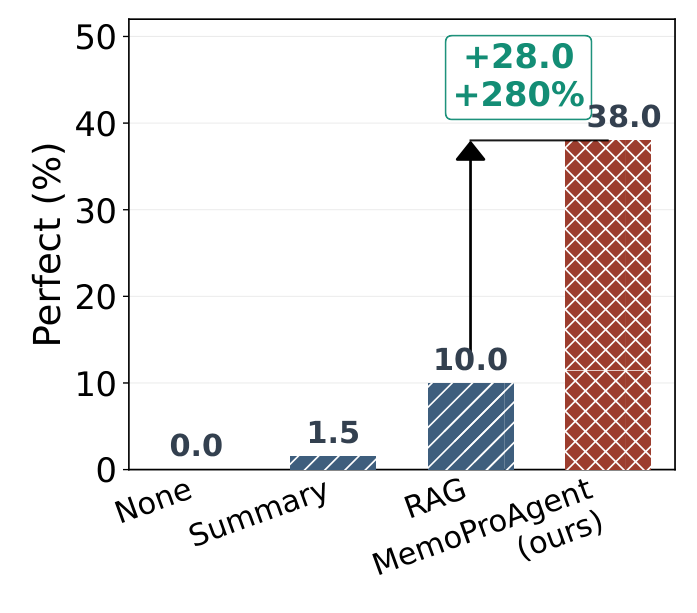 Perfect (%)
50
40
30
20
10
0
+28.0
+280%
0.0
1.5
10.0
38.0
None
Summary
RAG
MemoProAgent
(ours)